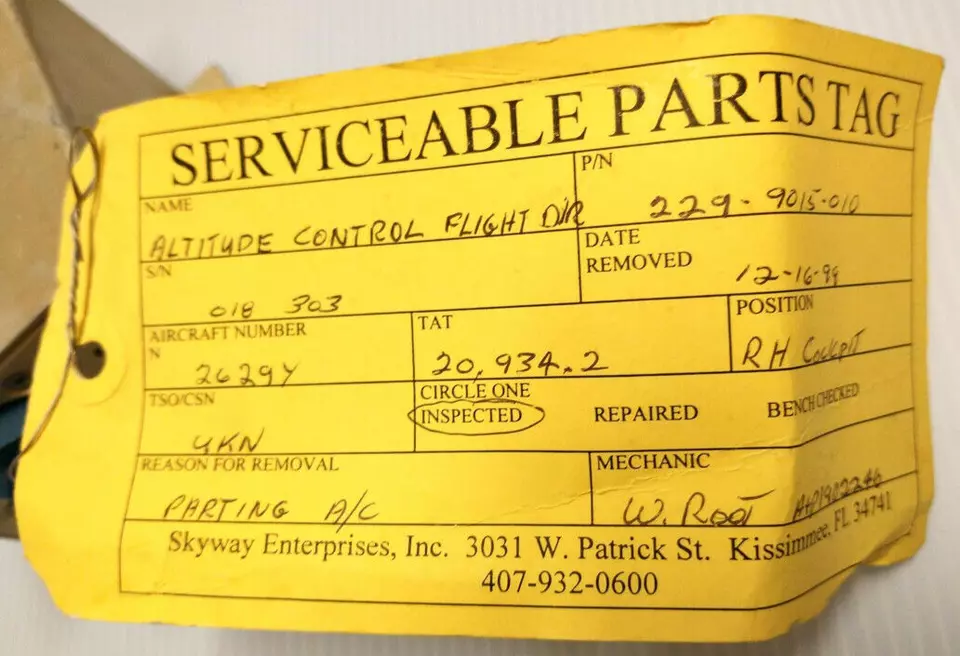 SERVICEABLE PARTS TAG
NAME
ALTITUDE CONTROL FLIGHT DIR
P/N
229-9015-010
S/N
018 303
DATE
REMOVED
12-16-99
AIRCRAFT NUMBER
N
2629Y
TAT
20,934.2
POSITION
RH Cockpit
TSO/CSN
UKN
CIRCLE ONE
INSPECTED REPAIRED BENCH CHECKED
REASON FOR REMOVAL
PARTING A/C
MECHANIC
W. Root
Skyway Enterprises, Inc. 3031 W. Patrick St. Kissimmee, FL 34741
407-932-0600